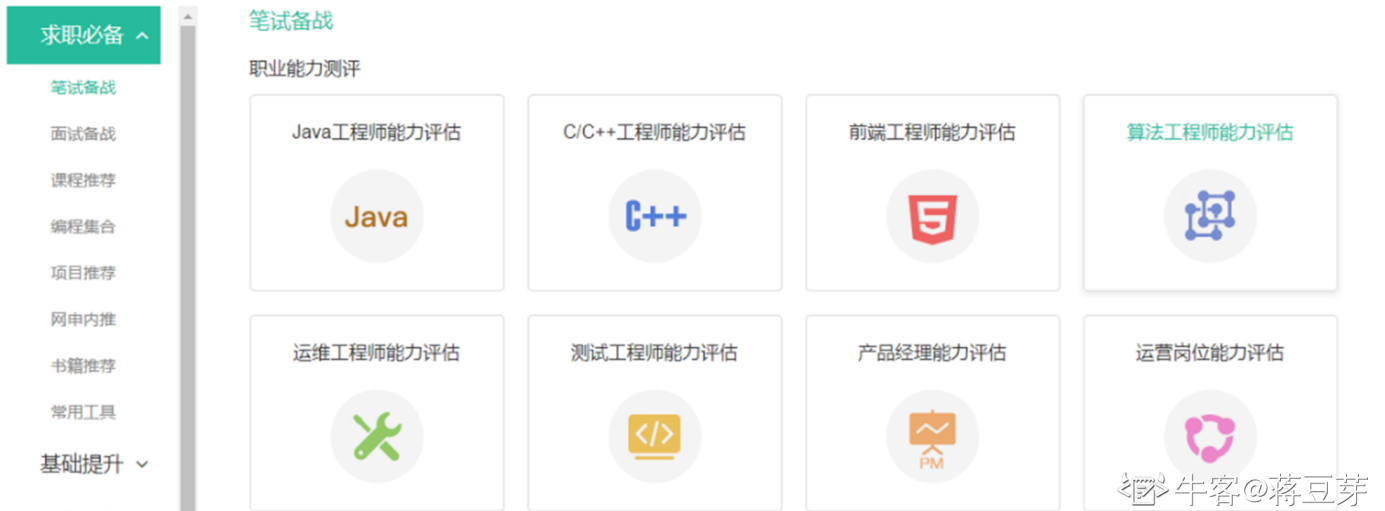 求职必备
笔试备战
面试备战
课程推荐
编程集合
项目推荐
网申内推
书籍推荐
常用工具
基础提升
笔试备战
职业能力测评
Java工程师能力评估
Java
C/C++工程师能力评估
C++
前端工程师能力评估
5
算法工程师能力评估
运维工程师能力评估
测试工程师能力评估
</>
产品经理能力评估
PM
运营岗位能力评估
牛客@蒋豆芽